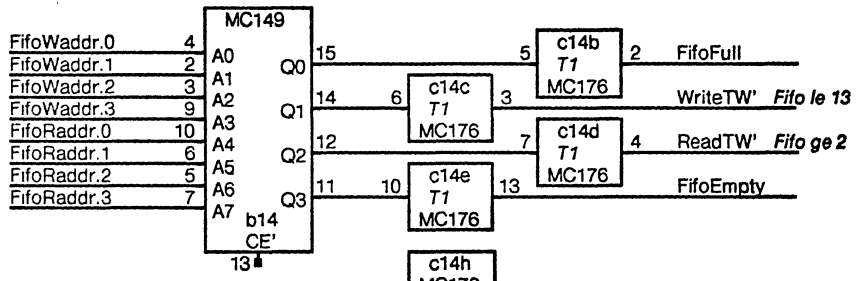 MC149
FifoWaddr.0 4 A0
FifoWaddr.1 2 A1
FifoWaddr.2 3 A2
FifoWaddr.3 9 A3
FifoRaddr.0 10 A4
FifoRaddr.1 6 A5
FifoRaddr.2 5 A6
FifoRaddr.3 7 A7
Q0 15 5 c14b T1 MC176 2 FifoFull
Q1 14 6 c14c T1 MC176 3 WriteTW' Fifo le 13
Q2 12 7 c14d T1 MC176 4 ReadTW' Fifo ge 2
Q3 11 10 c14e T1 MC176 13 FifoEmpty
b14
CE'
13
c14h